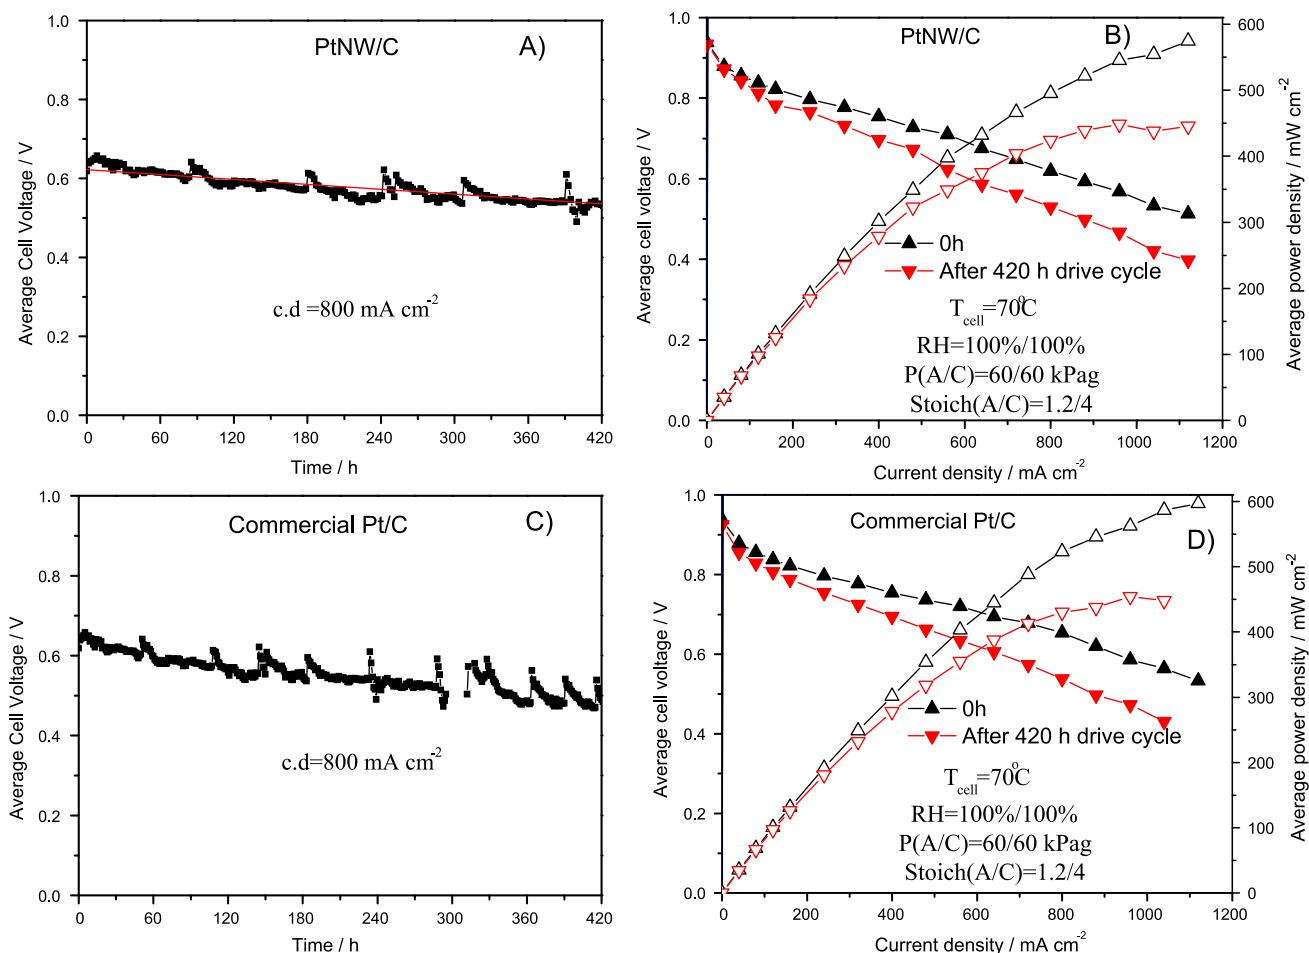 PtNW/C
A)
1.0
0.8
0.6
0.4
0.2
0.0
Average Cell Voltage / V
c.d =800 mA cm-2
0 60 120 180 240 300 360 420
Time / h
PtNW/C
B)
1.0
0.8
0.6
0.4
0.2
0.0
Average cell voltage / V
600
500
400
300
200
100
0
Average power density / mW cm-2
0h
After 420 h drive cycle
Tcell=70℃
RH=100%/100%
P(A/C)=60/60 kPag
Stoich(A/C)=1.2/4
0 200 400 600 800 1000 1200
Current density / mA cm-2
Commercial Pt/C
C)
1.0
0.8
0.6
0.4
0.2
0.0
Average Cell Voltage / V
c.d=800 mA cm-2
0 60 120 180 240 300 360 420
Time / h
Commercial Pt/C
D)
1.0
0.8
0.6
0.4
0.2
0.0
Average cell voltage / V
600
500
400
300
200
100
0
Average power density / mW cm-2
0h
After 420 h drive cycle
Tcell=70℃
RH=100%/100%
P(A/C)=60/60 kPag
Stoich(A/C)=1.2/4
0 200 400 600 800 1000 1200
Current density / mA cm-2